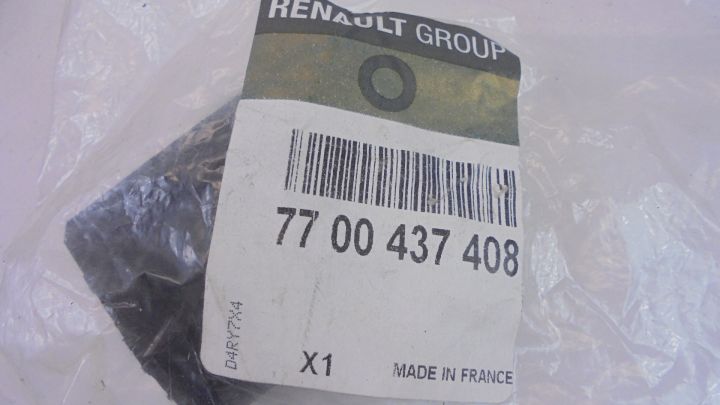 RENAULT GROUP
77 00 437 408
D4RY7X4
X1
MADE IN FRANCE